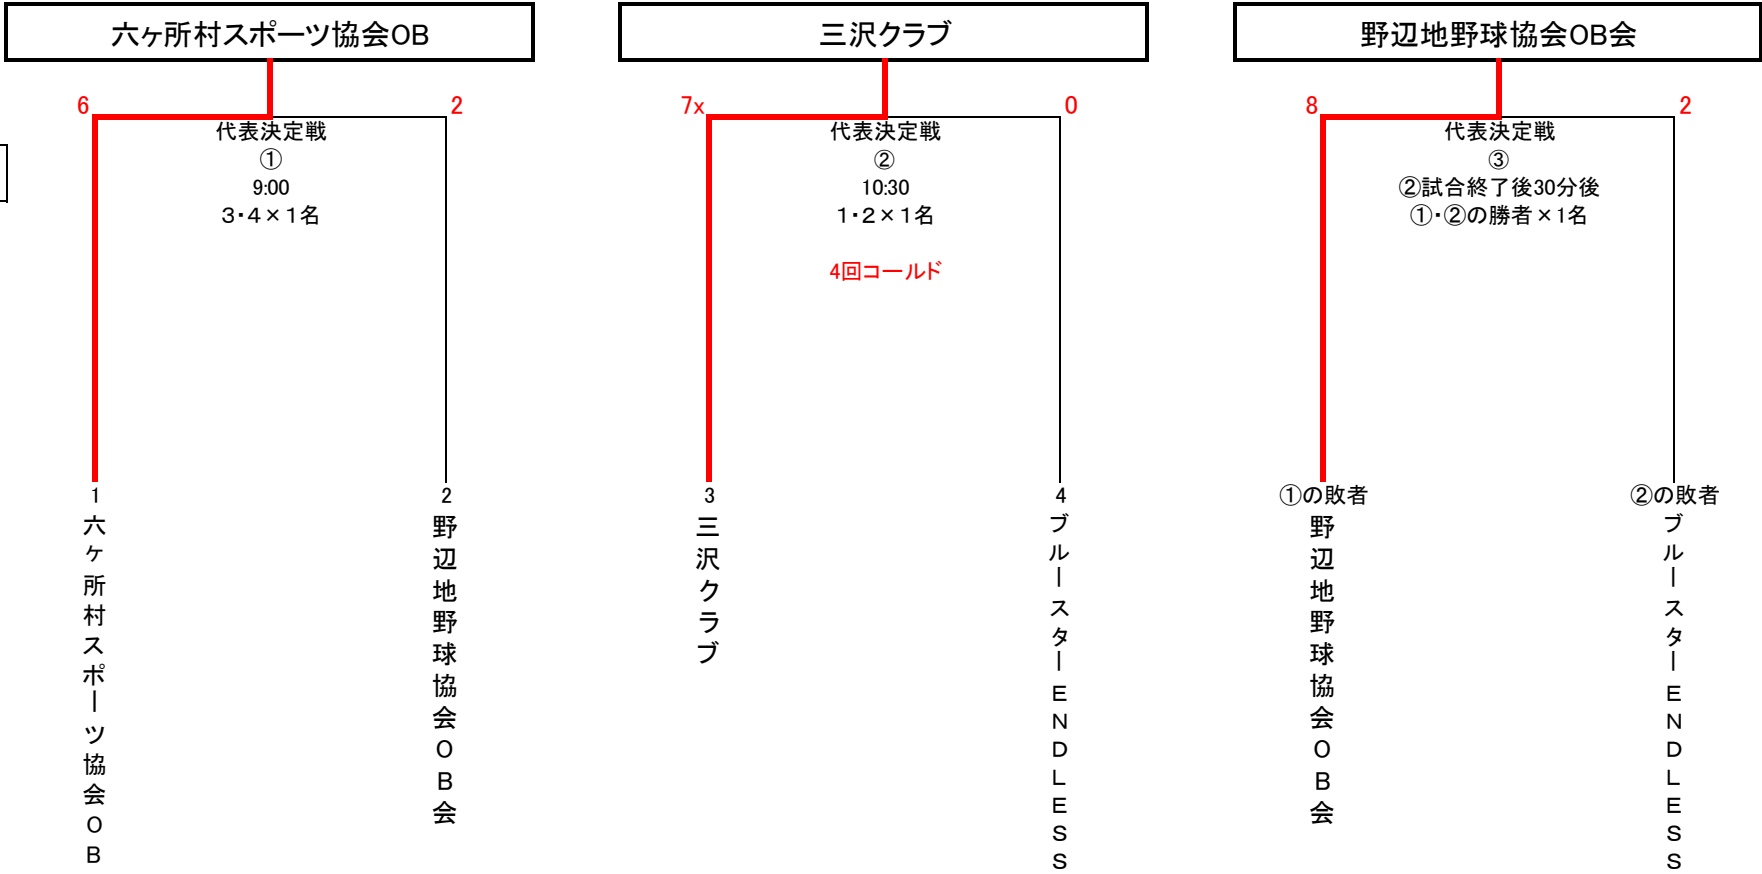 六ヶ所村スポーツ協会OB
6
2
代表決定戦
①
9:00
3・4×1名
1
六ヶ所村スポーツ協会OB
2
野辺地野球協会OB会
三沢クラブ
7x
0
代表決定戦
②
10:30
1・2×1名
4回コールド
3
三沢クラブ
4
ブルースターENDLESS
野辺地野球協会OB会
8
2
代表決定戦
③
②試合終了後30分後
①・②の勝者×1名
①の敗者
野辺地野球協会OB会
②の敗者
ブルースターENDLESS